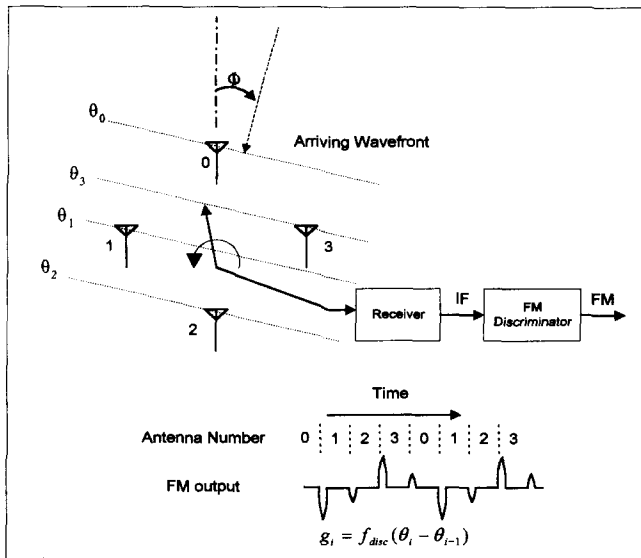 Φ
θ₀
Arriving Wavefront
0
θ₃
θ₁
1
3
θ₂
2
Receiver
IF
FM
Discriminator
FM
Time
Antenna Number 0 1 2 3 0 1 2 3
FM output
gᵢ = f_disc(θᵢ − θᵢ₋₁)